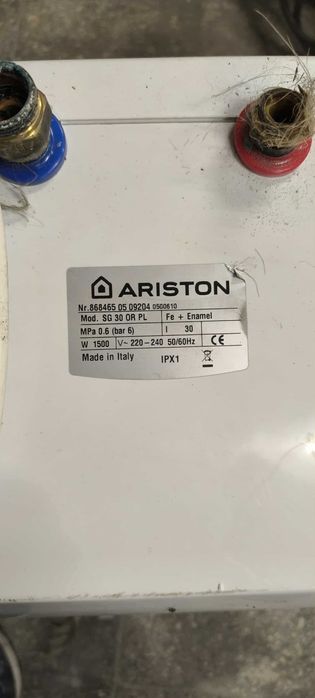 ARISTON
Nr.868465 05 09204 0500610
Mod. SG 30 OR PL Fe + Enamel
MPa 0.6 (bar 6) l 30
W 1500 V~ 220-240 50/60Hz CE
Made in Italy IPX1